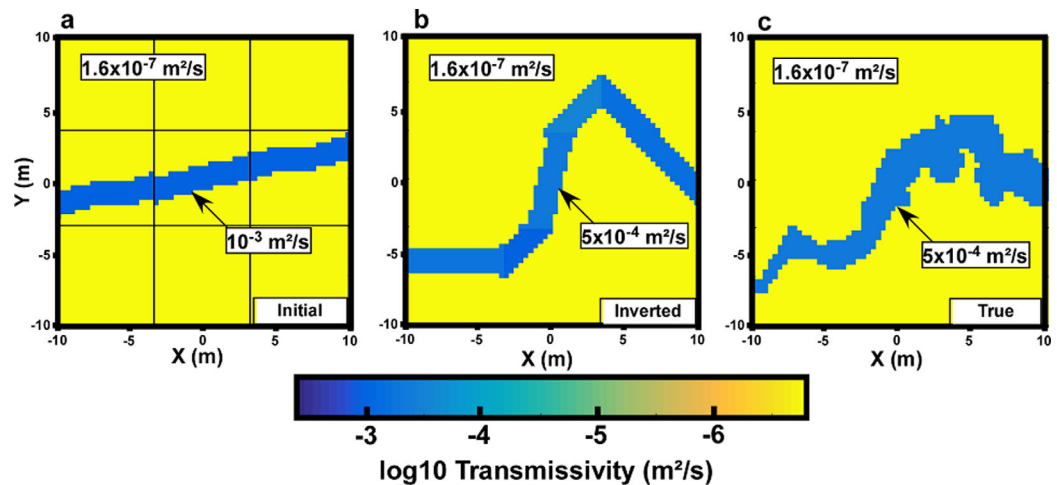 a
10
5
0
-5
-10
Y (m)
1.6x10⁻⁷ m²/s
10⁻³ m²/s
Initial
-10
-5
0
5
10
X (m)
b
10
5
0
-5
-10
1.6x10⁻⁷ m²/s
5x10⁻⁴ m²/s
Inverted
-10
-5
0
5
10
X (m)
c
10
5
0
-5
-10
1.6x10⁻⁷ m²/s
5x10⁻⁴ m²/s
True
-10
-5
0
5
10
X (m)
-3
-4
-5
-6
log10 Transmissivity (m²/s)